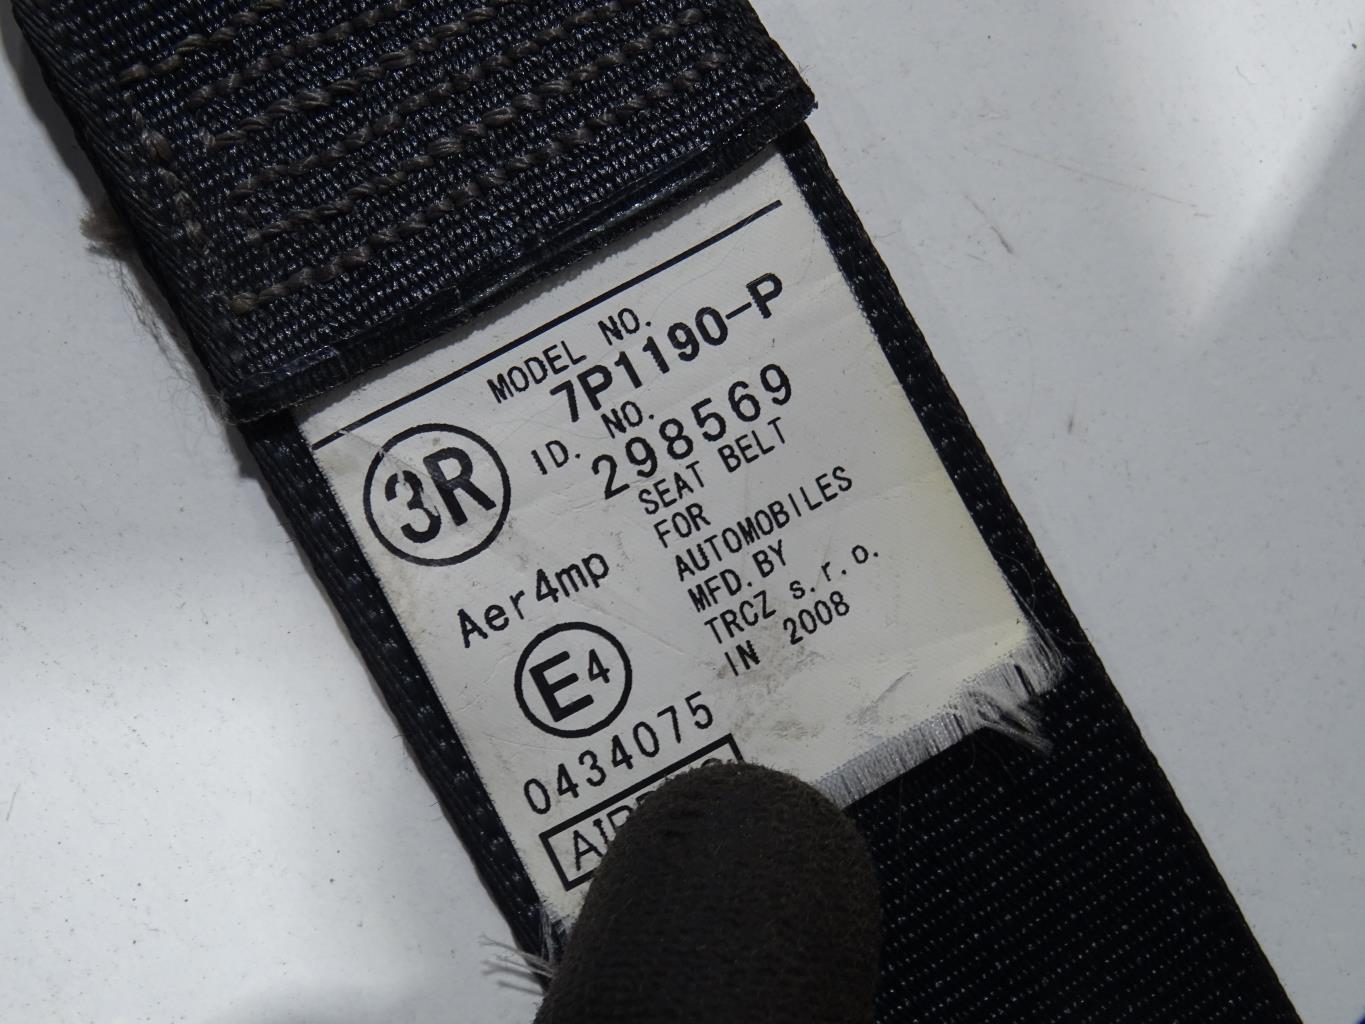 MODEL NO.
7P1190-P
3R
ID. NO.
298569
SEAT BELT
FOR
AUTOMOBILES
MFD. BY
TRCZ s.r.o.
IN 2008
Aer4mp
E4
0434075